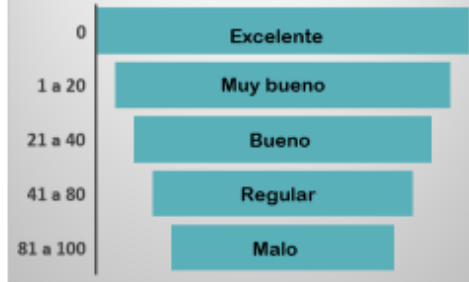 0 Excelente
1 a 20 Muy bueno
21 a 40 Bueno
41 a 80 Regular
81 a 100 Malo